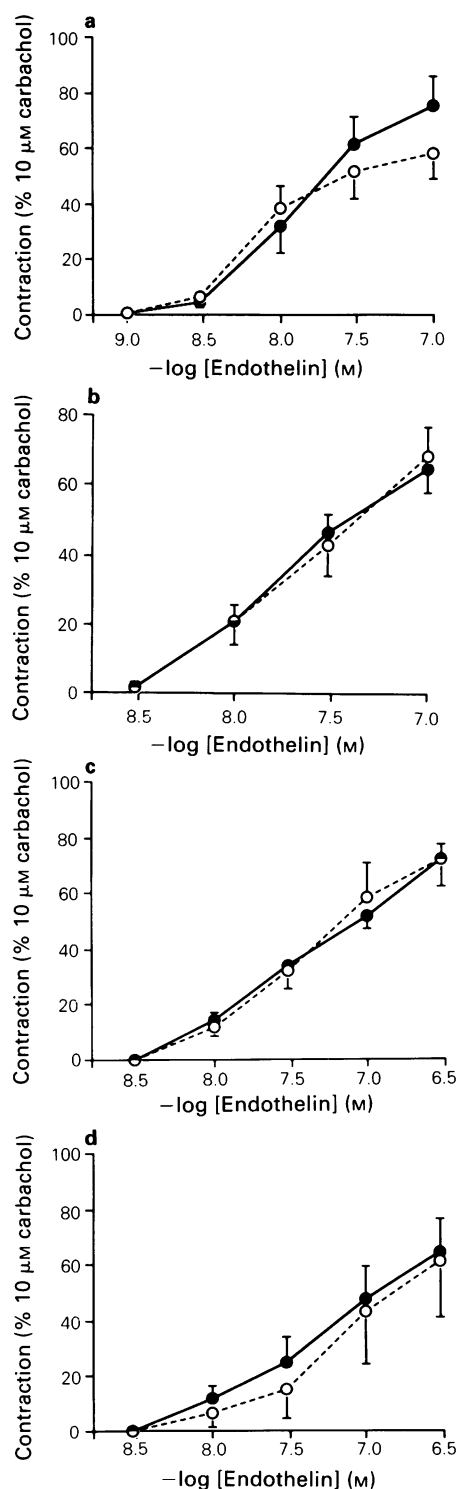 a
Contraction (% 10 μM carbachol)
100
80
60
40
20
0
9.0 8.5 8.0 7.5 7.0
−log [Endothelin] (M)
b
Contraction (% 10 μM carbachol)
80
60
40
20
0
8.5 8.0 7.5 7.0
−log [Endothelin] (M)
c
Contraction (% 10 μM carbachol)
100
80
60
40
20
0
8.5 8.0 7.5 7.0 6.5
−log [Endothelin] (M)
d
Contraction (% 10 μM carbachol)
100
80
60
40
20
0
8.5 8.0 7.5 7.0 6.5
−log [Endothelin] (M)